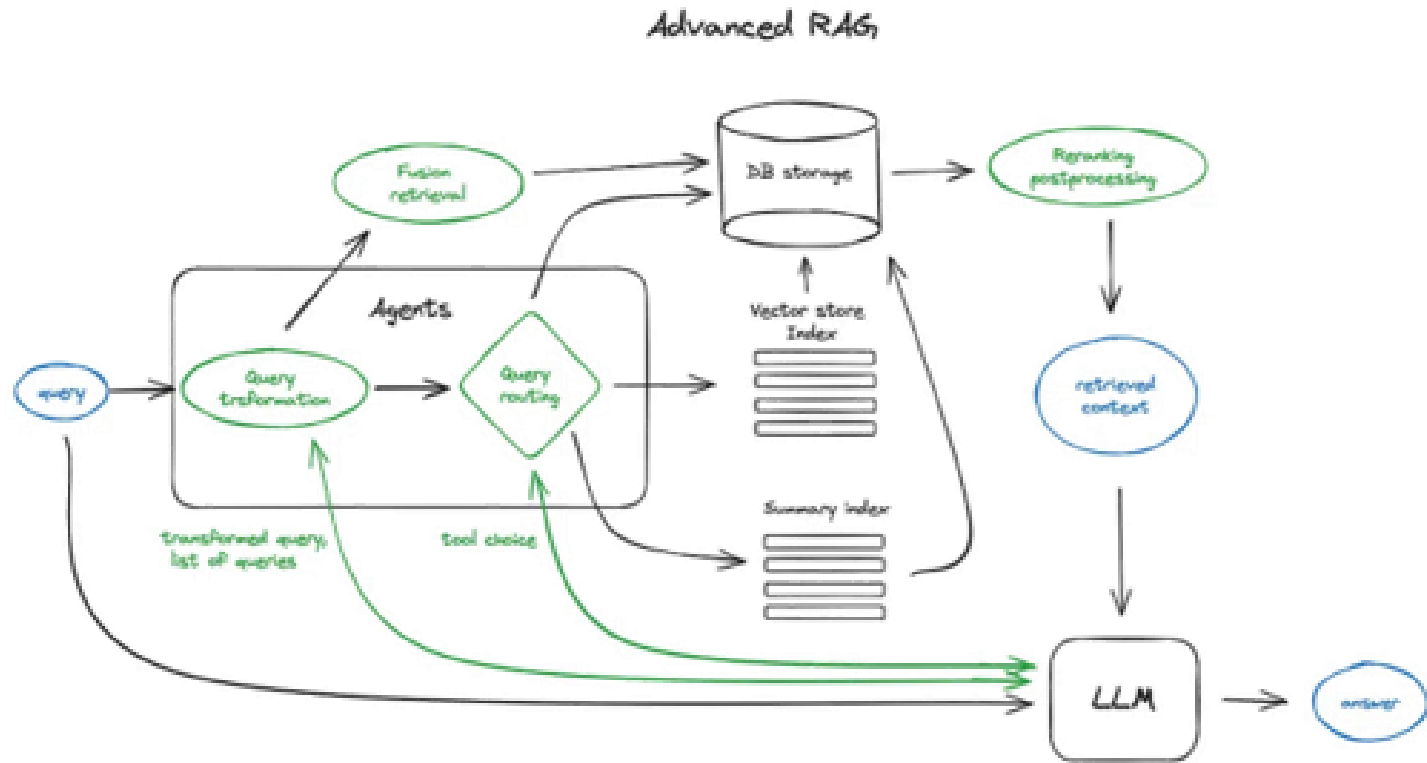 Advanced RAG
Fusion
retrieval
DB storage
Reranking
postprocessing
Agents
Vector store
Index
query
Query
trsformation
Query
routing
retrieved
context
Summary index
transformed query,
list of queries
tool choice
LLM
answer